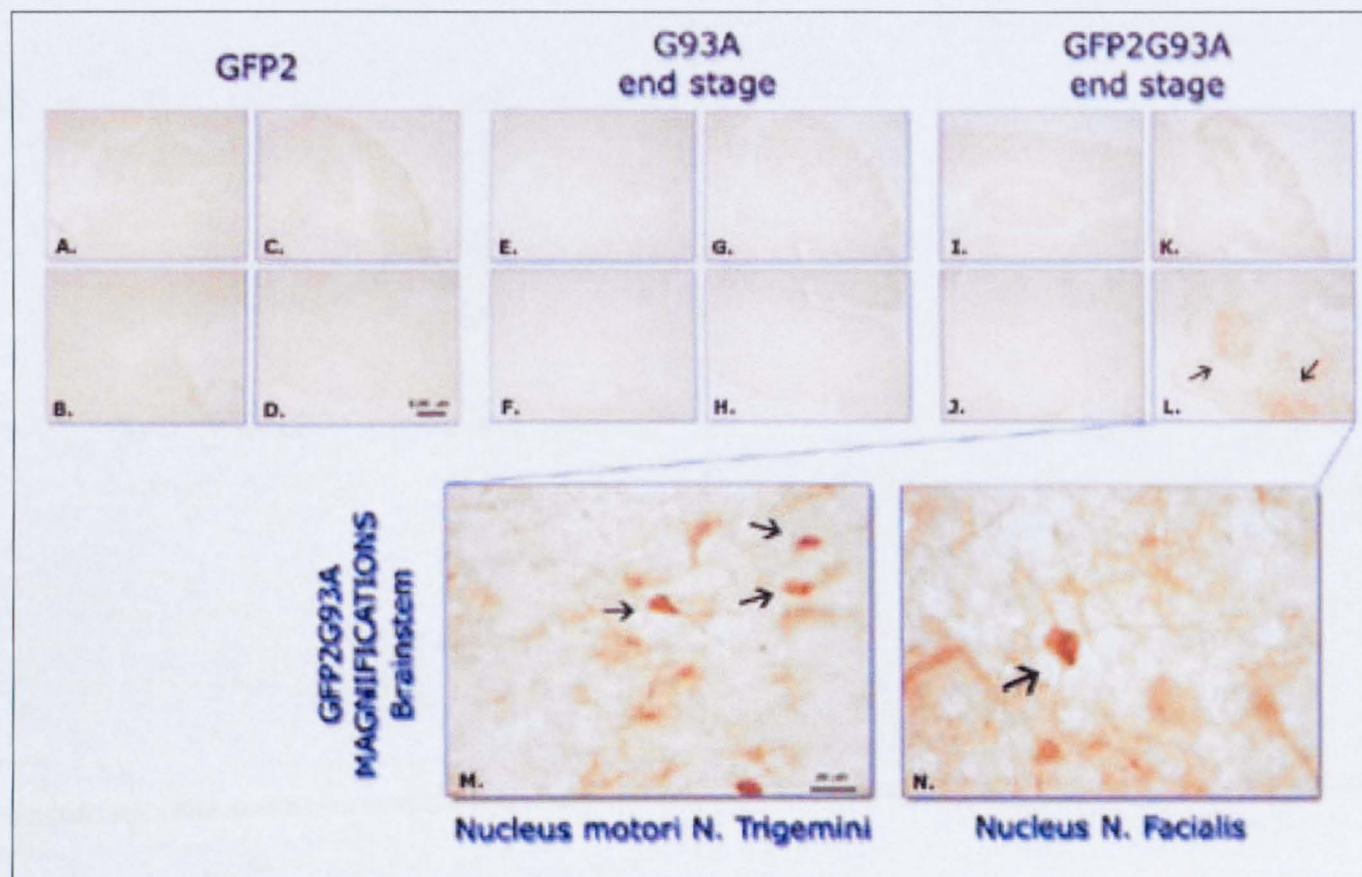 GFP2
G93A
end stage
GFP2G93A
end stage
A.
C.
E.
G.
I.
K.
B.
D.
F.
H.
J.
L.
GFP2G93A
MAGNIFICATIONS
Brainstem
M.
N.
Nucleus motori N. Trigemini
Nucleus N. Facialis